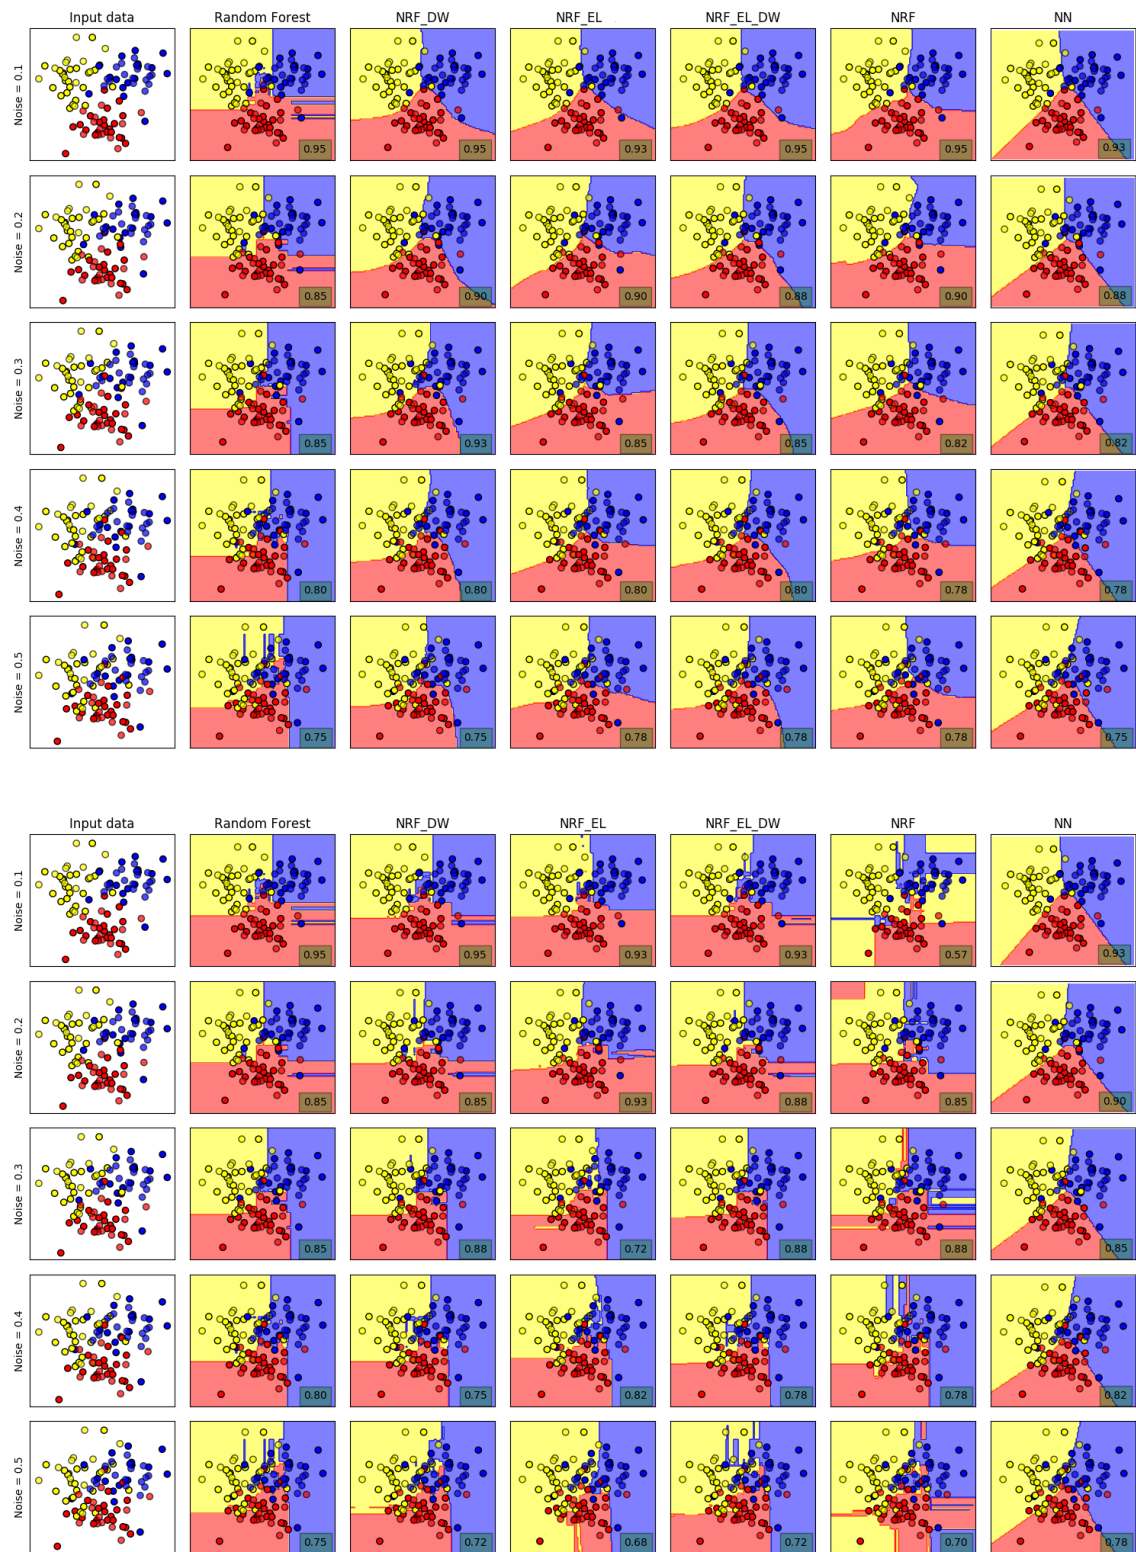 Input data Random Forest NRF_DW NRF_EL NRF_EL_DW NRF NN
Noise = 0.1 0.95 0.95 0.93 0.95 0.95 0.93
Noise = 0.2 0.85 0.90 0.90 0.88 0.90 0.88
Noise = 0.3 0.85 0.93 0.85 0.85 0.82 0.82
Noise = 0.4 0.80 0.80 0.80 0.80 0.78 0.78
Noise = 0.5 0.75 0.75 0.78 0.78 0.78 0.75
Input data Random Forest NRF_DW NRF_EL NRF_EL_DW NRF NN
Noise = 0.1 0.95 0.95 0.93 0.93 0.57 0.93
Noise = 0.2 0.85 0.85 0.93 0.88 0.85 0.90
Noise = 0.3 0.85 0.88 0.72 0.88 0.88 0.85
Noise = 0.4 0.80 0.75 0.82 0.78 0.78 0.82
Noise = 0.5 0.75 0.72 0.68 0.72 0.70 0.78